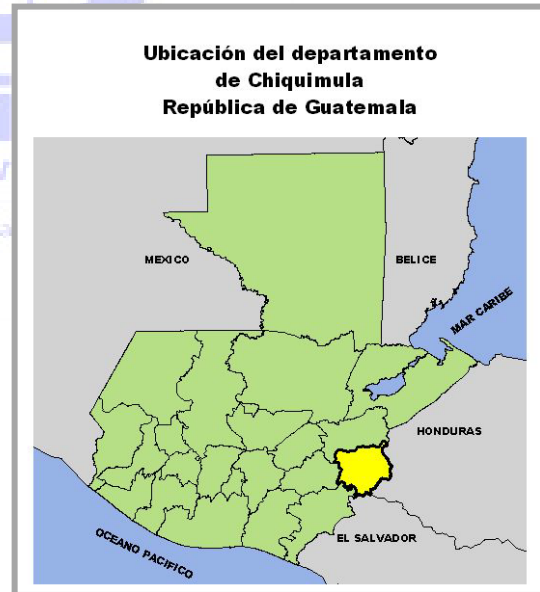 Ubicación del departamento
de Chiquimula
República de Guatemala
MEXICO
BELICE
MAR CARIBE
HONDURAS
EL SALVADOR
OCEANO PACIFICO